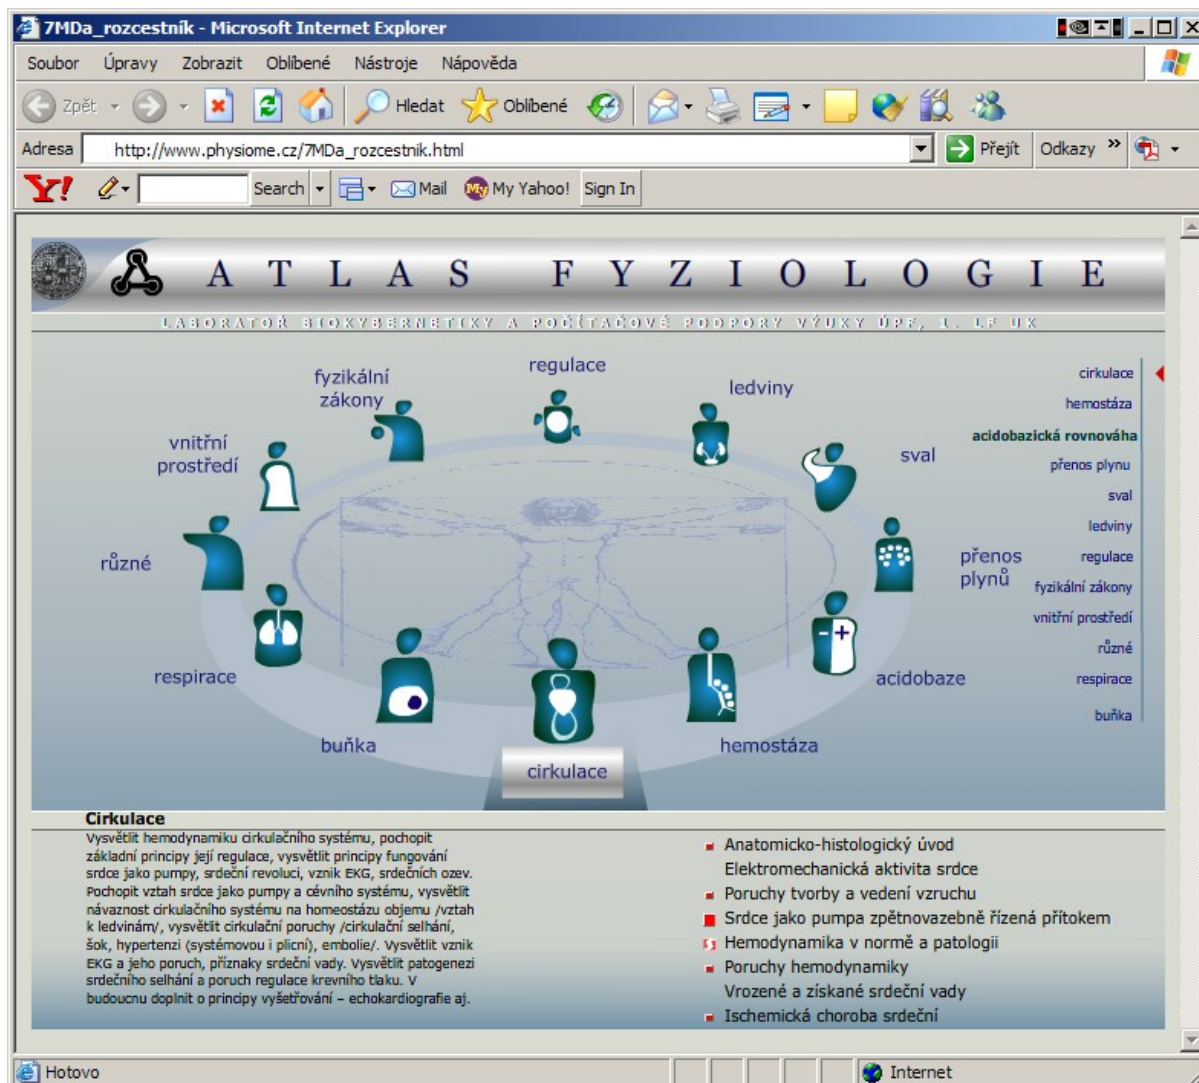 7MDa_rozcestník - Microsoft Internet Explorer
Soubor Úpravy Zobrazit Oblíbené Nástroje Nápověda
Zpět Hledat Oblíbené
Adresa http://www.physiome.cz/7MDa_rozcestnik.html Přejít Odkazy »
Y! Search Mail My My Yahoo! Sign In
ATLAS FYZIOLOGIE
LABORATOŘ BIOKYBERNETIKY A POČÍTAČOVÉ PODPORY VÝUKY ÚPF, 1. LF UK
regulace
fyzikální
zákony
ledviny
vnitřní
prostředí
sval
různé
přenos
plynů
respirace
acidobaze
buňka
hemostáza
cirkulace
cirkulace
hemostáza
acidobazická rovnováha
přenos plynu
sval
ledviny
regulace
fyzikální zákony
vnitřní prostředí
různé
respirace
buňka
Cirkulace
Vysvětlit hemodynamiku cirkulačního systému, pochopit
základní principy její regulace, vysvětlit principy fungování
srdce jako pumpy, srdeční revoluci, vznik EKG, srdečních ozev.
Pochopit vztah srdce jako pumpy a cévního systému, vysvětlit
návaznost cirkulačního systému na homeostázu objemu /vztah
k ledvinám/, vysvětlit cirkulační poruchy /cirkulační selhání,
šok, hypertenzi (systémovou i plicní), embolie/. Vysvětlit vznik
EKG a jeho poruch, příznaky srdeční vady. Vysvětlit patogenezi
srdečního selhání a poruch regulace krevního tlaku. V
budoucnu doplnit o principy vyšetřování – echokardiografie aj.
Anatomicko-histologický úvod
Elektromechanická aktivita srdce
Poruchy tvorby a vedení vzruchu
Srdce jako pumpa zpětnovazebně řízená přítokem
Hemodynamika v normě a patologii
Poruchy hemodynamiky
Vrozené a získané srdeční vady
Ischemická choroba srdeční
Hotovo Internet